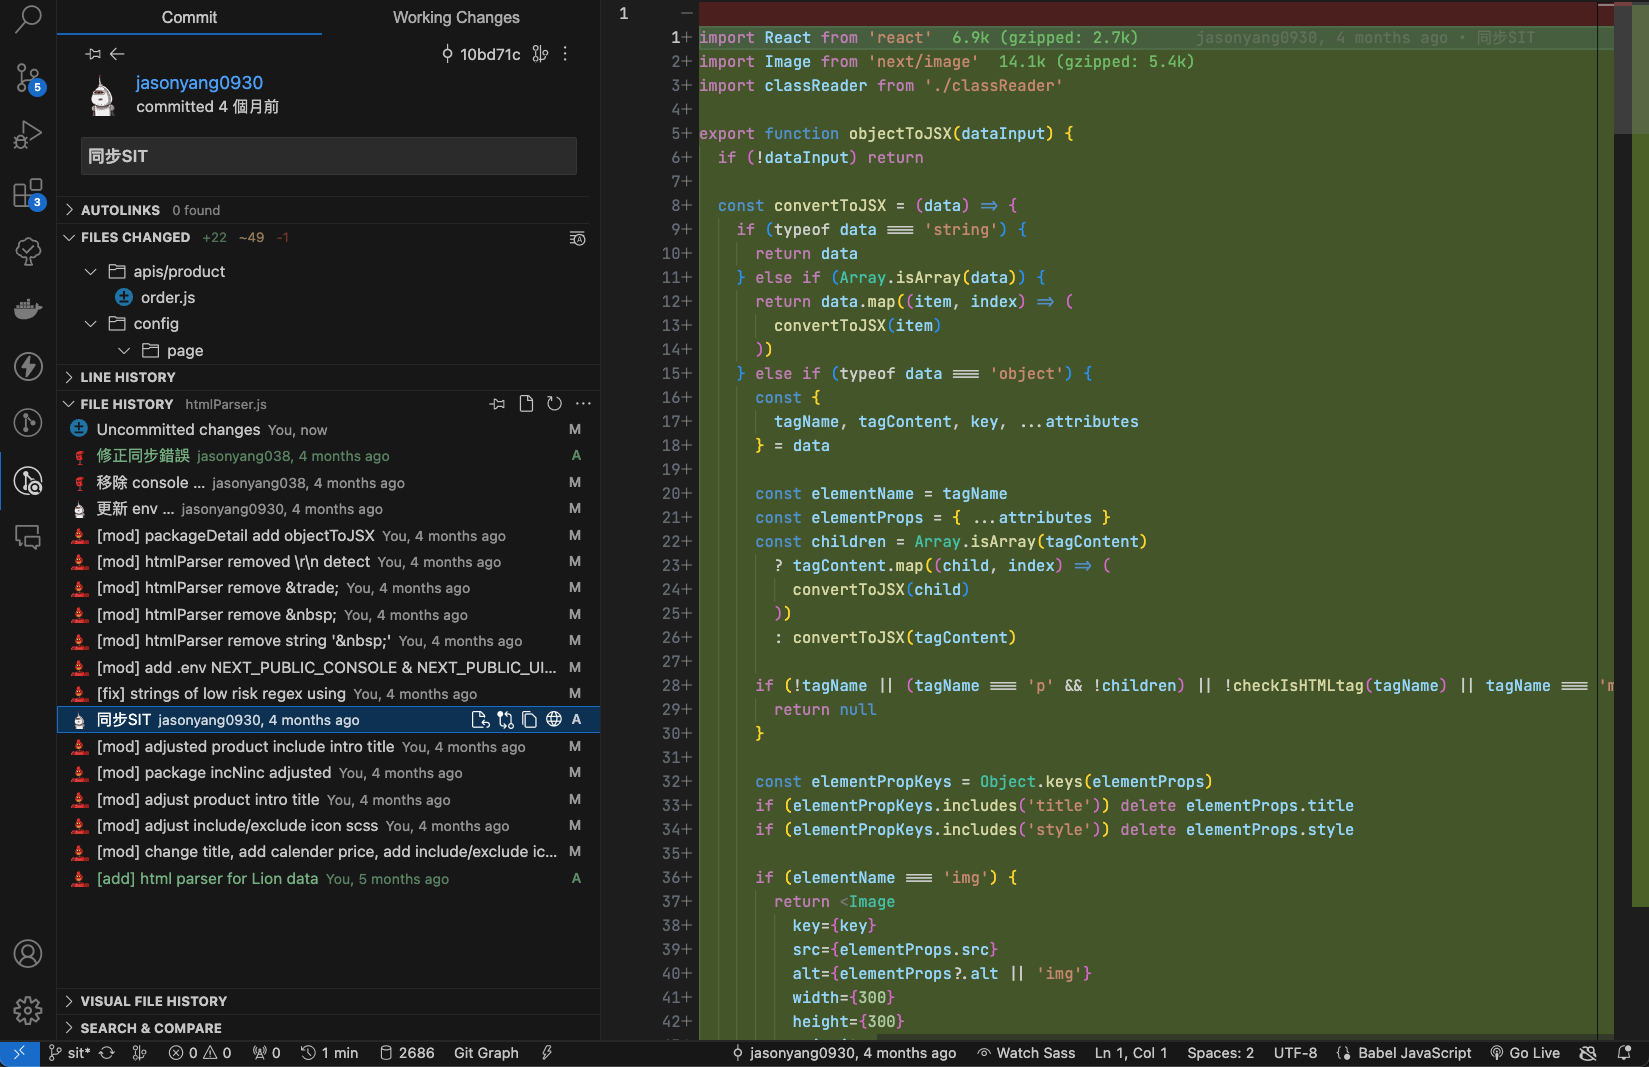 Commit
Working Changes
10bd71c
jasonyang0930
committed 4 個月前
同步SIT
AUTOLINKS 0 found
FILES CHANGED +22 ~49 -1
apis/product
order.js
config
page
LINE HISTORY
FILE HISTORY htmlParser.js
Uncommitted changes You, now M
修正同步錯誤 jasonyang038, 4 months ago A
移除 console ... jasonyang038, 4 months ago M
更新 env ... jasonyang0930, 4 months ago M
[mod] packageDetail add objectToJSX You, 4 months ago M
[mod] htmlParser removed \r\n detect You, 4 months ago M
[mod] htmlParser remove &trade; You, 4 months ago M
[mod] htmlParser remove &nbsp; You, 4 months ago M
[mod] htmlParser remove string '&nbsp;' You, 4 months ago M
[mod] add .env NEXT_PUBLIC_CONSOLE & NEXT_PUBLIC_UI... M
[fix] strings of low risk regex using You, 4 months ago M
同步SIT jasonyang0930, 4 months ago A
[mod] adjusted product include intro title You, 4 months ago M
[mod] package incNinc adjusted You, 4 months ago M
[mod] adjust product intro title You, 4 months ago M
[mod] adjust include/exclude icon scss You, 4 months ago M
[mod] change title, add calender price, add include/exclude ic... M
[add] html parser for Lion data You, 5 months ago A
VISUAL FILE HISTORY
SEARCH & COMPARE
5
3
1 −
1+ import React from 'react' 6.9k (gzipped: 2.7k) jasonyang0930, 4 months ago • 同步SIT
2+ import Image from 'next/image' 14.1k (gzipped: 5.4k)
3+ import classReader from './classReader'
4+
5+ export function objectToJSX(dataInput) {
6+ if (!dataInput) return
7+
8+ const convertToJSX = (data) => {
9+ if (typeof data === 'string') {
10+ return data
11+ } else if (Array.isArray(data)) {
12+ return data.map((item, index) => (
13+ convertToJSX(item)
14+ ))
15+ } else if (typeof data === 'object') {
16+ const {
17+ tagName, tagContent, key, ...attributes
18+ } = data
19+
20+ const elementName = tagName
21+ const elementProps = { ...attributes }
22+ const children = Array.isArray(tagContent)
23+ ? tagContent.map((child, index) => (
24+ convertToJSX(child)
25+ ))
26+ : convertToJSX(tagContent)
27+
28+ if (!tagName || (tagName === 'p' && !children) || !checkIsHTMLtag(tagName) || tagName === '
29+ return null
30+ }
31+
32+ const elementPropKeys = Object.keys(elementProps)
33+ if (elementPropKeys.includes('title')) delete elementProps.title
34+ if (elementPropKeys.includes('style')) delete elementProps.style
35+
36+ if (elementName === 'img') {
37+ return <Image
38+ key={key}
39+ src={elementProps.src}
40+ alt={elementProps?.alt || 'img'}
41+ width={300}
42+ height={300}
sit* 0 0 0 1 min 2686 Git Graph jasonyang0930, 4 months ago Watch Sass Ln 1, Col 1 Spaces: 2 UTF-8 Babel JavaScript Go Live